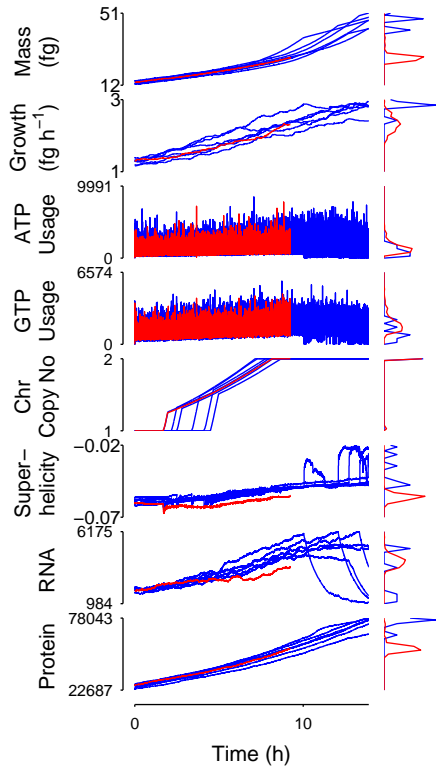 51
Mass
(fg)
12
3
Growth
(fg h−1)
1
9991
ATP
Usage
0
6574
GTP
Usage
0
2
Chr
Copy No
1
−0.02
Super−
helicity
−0.07
6175
RNA
984
78043
Protein
22687
0
10
Time (h)